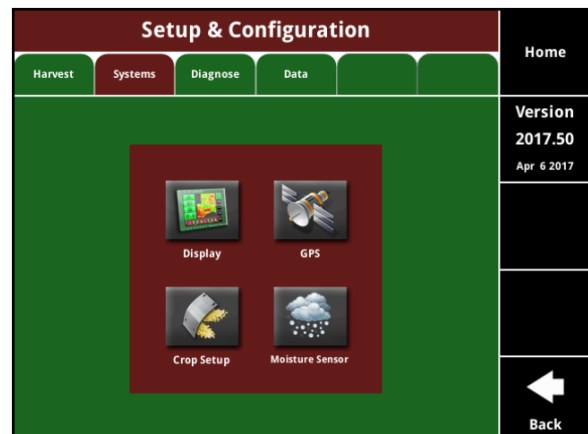 Setup & Configuration
Home
Harvest
Systems
Diagnose
Data
Version
2017.50
Apr 6 2017
Display
GPS
Crop Setup
Moisture Sensor
Back